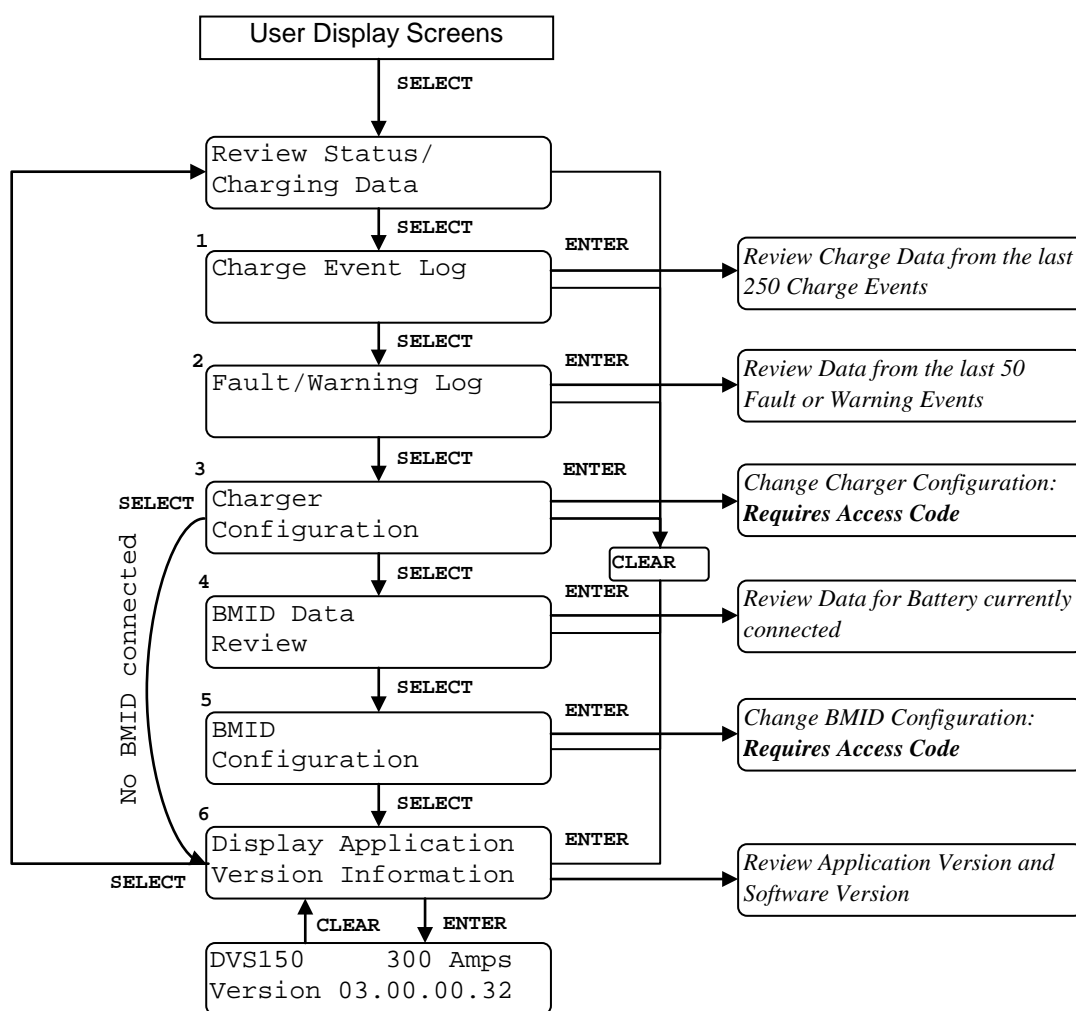 User Display Screens
SELECT
Review Status/
Charging Data
SELECT
1
Charge Event Log
ENTER
Review Charge Data from the last
250 Charge Events
SELECT
2
Fault/Warning Log
ENTER
Review Data from the last 50
Fault or Warning Events
SELECT
3
Charger
Configuration
ENTER
Change Charger Configuration:
Requires Access Code
SELECT
No BMID connected
CLEAR
SELECT
4
BMID Data
Review
ENTER
Review Data for Battery currently
connected
SELECT
5
BMID
Configuration
ENTER
Change BMID Configuration:
Requires Access Code
SELECT
6
Display Application
Version Information
ENTER
Review Application Version and
Software Version
SELECT
CLEAR
ENTER
DVS150 300 Amps
Version 03.00.00.32